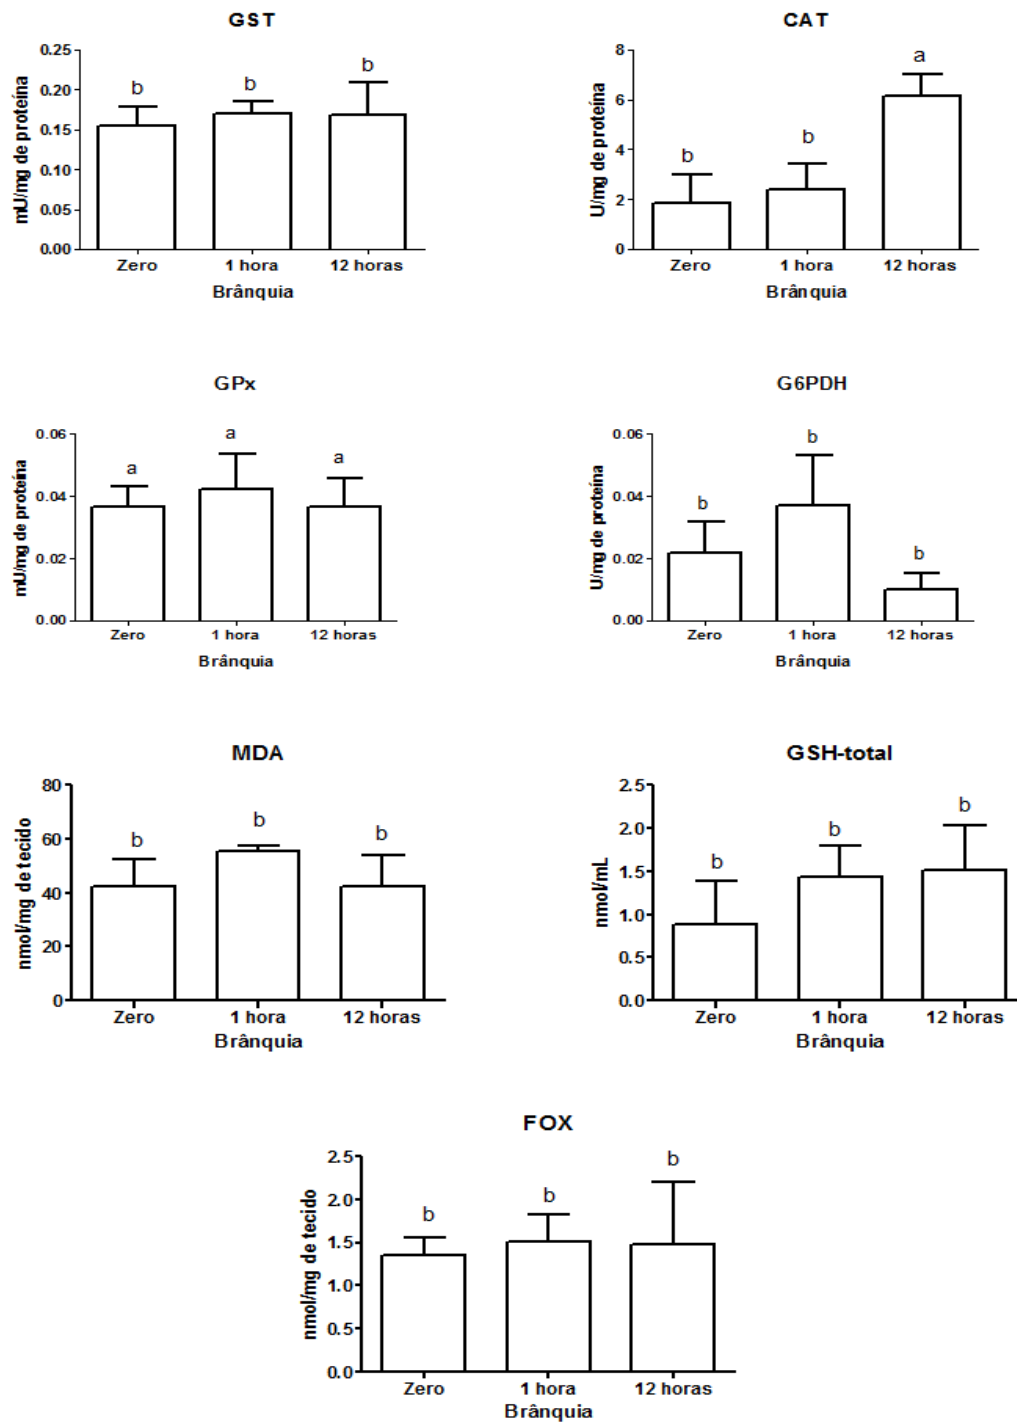 GST
mU/mg de proteína
0.25
0.20
0.15
0.10
0.05
0.00
b
b
b
Zero 1 hora 12 horas
Brânquia
CAT
U/mg de proteína
8
6
4
2
0
b
b
a
Zero 1 hora 12 horas
Brânquia
GPx
mU/mg de proteína
0.06
0.04
0.02
0.00
a
a
a
Zero 1 hora 12 horas
Brânquia
G6PDH
U/mg de proteína
0.06
0.04
0.02
0.00
b
b
b
Zero 1 hora 12 horas
Brânquia
MDA
nmol/mg de tecido
80
60
40
20
0
b
b
b
Zero 1 hora 12 horas
Brânquia
GSH-total
nmol/mL
2.5
2.0
1.5
1.0
0.5
0.0
b
b
b
Zero 1 hora 12 horas
Brânquia
FOX
nmol/mg de tecido
2.5
2.0
1.5
1.0
0.5
0.0
b
b
b
Zero 1 hora 12 horas
Brânquia